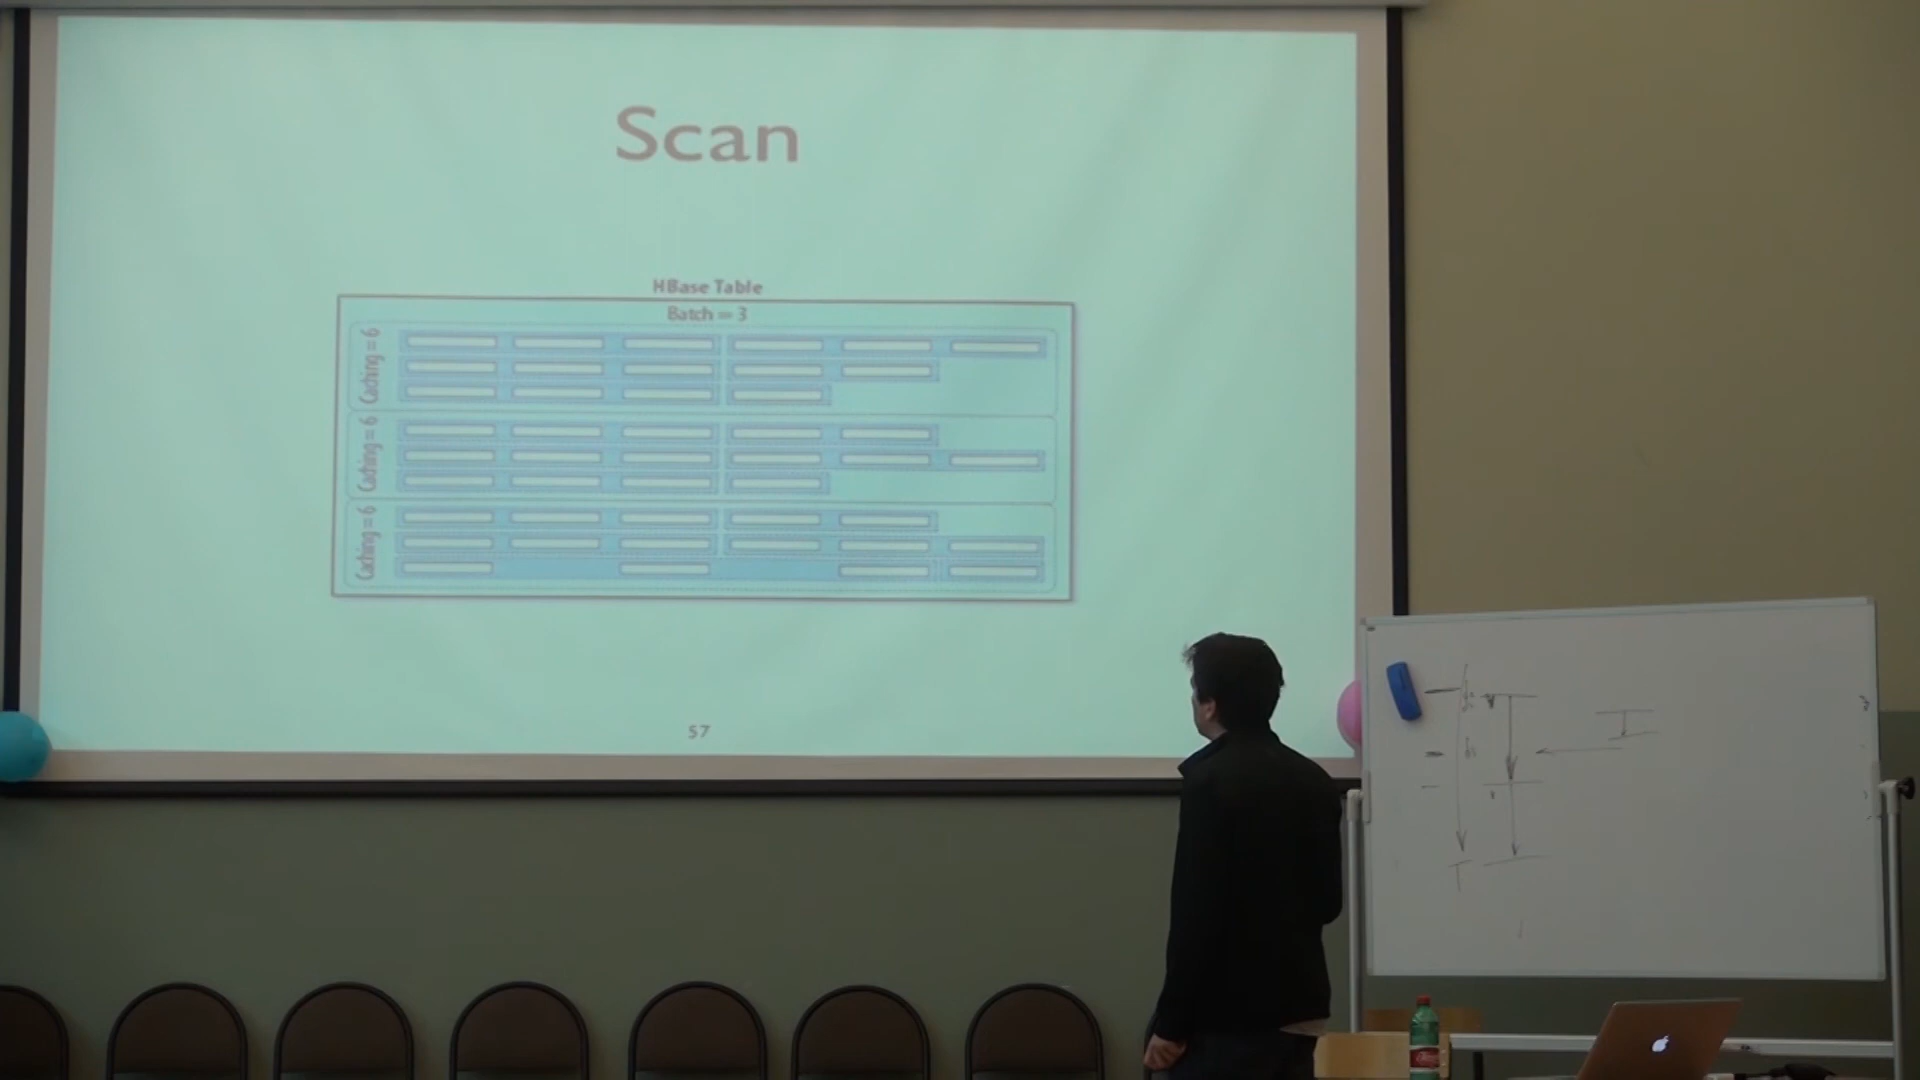 Scan
HBase Table
Batch = 3
Caching = 6
Caching = 6
Caching = 6
57